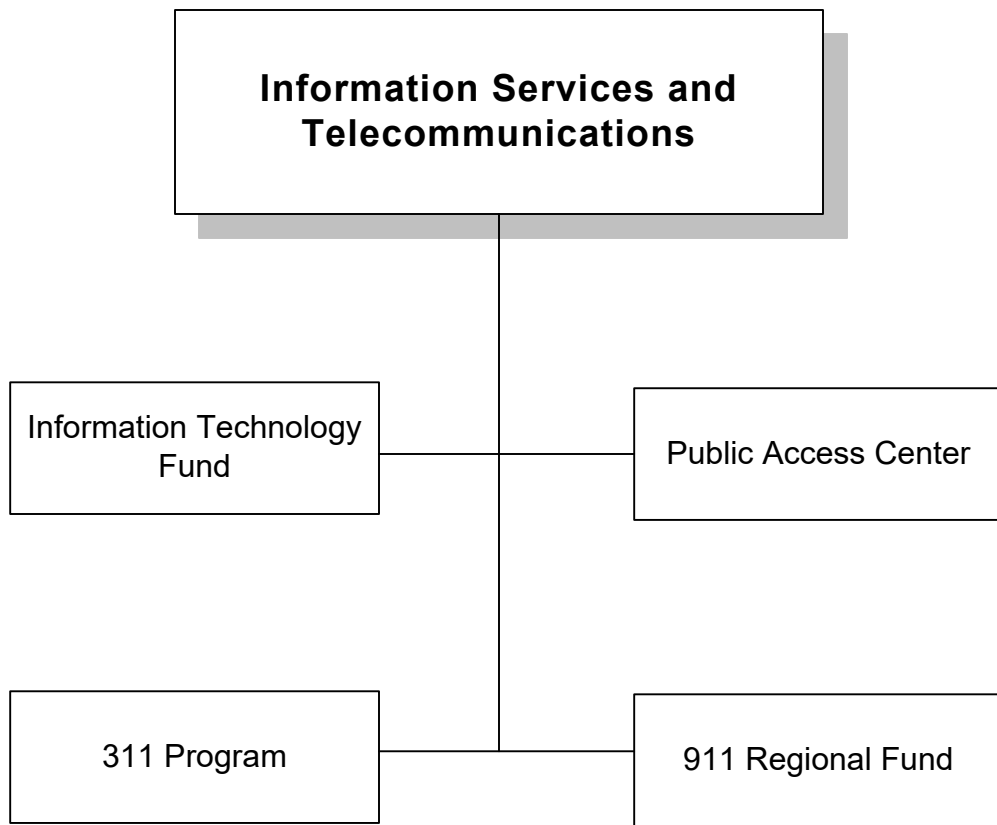 Information Services and
Telecommunications
Information Technology
Fund
Public Access Center
311 Program
911 Regional Fund